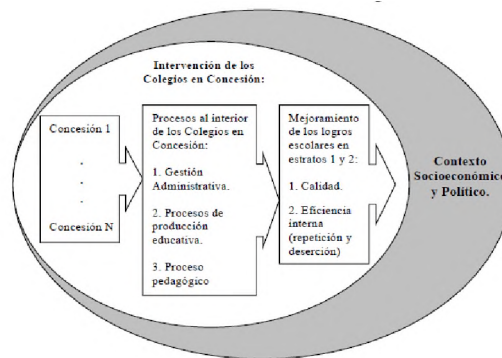 Intervención de los
Colegios en Concesión:
Concesión 1
.
.
.
Concesión N
Procesos al interior
de los Colegios en
Concesión:
1. Gestión
Administrativa.
2. Procesos de
producción
educativa.
3. Proceso
pedagógico
Mejoramiento
de los logros
escolares en
estratos 1 y 2:
1. Calidad.
2. Eficiencia
interna
(repetición y
deserción)
Contexto
Socioeconómico
y Político.